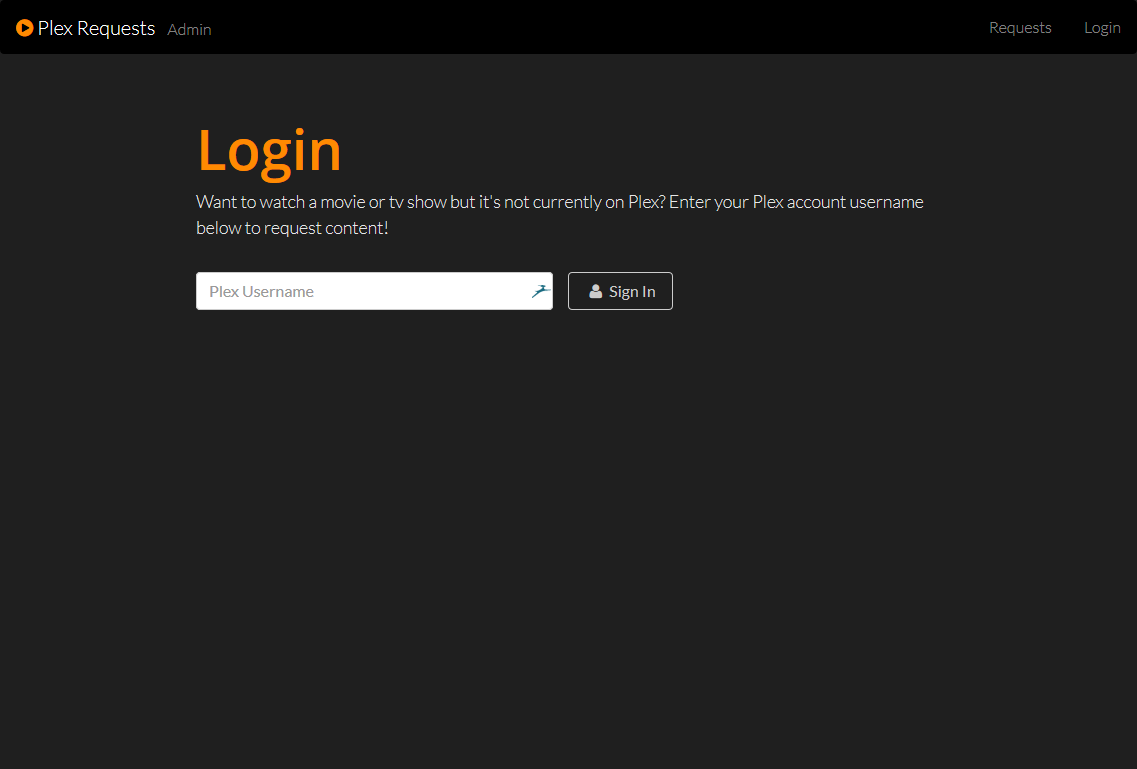 Plex Requests Admin Requests Login
Login
Want to watch a movie or tv show but it's not currently on Plex? Enter your Plex account username
below to request content!
Plex Username Sign In